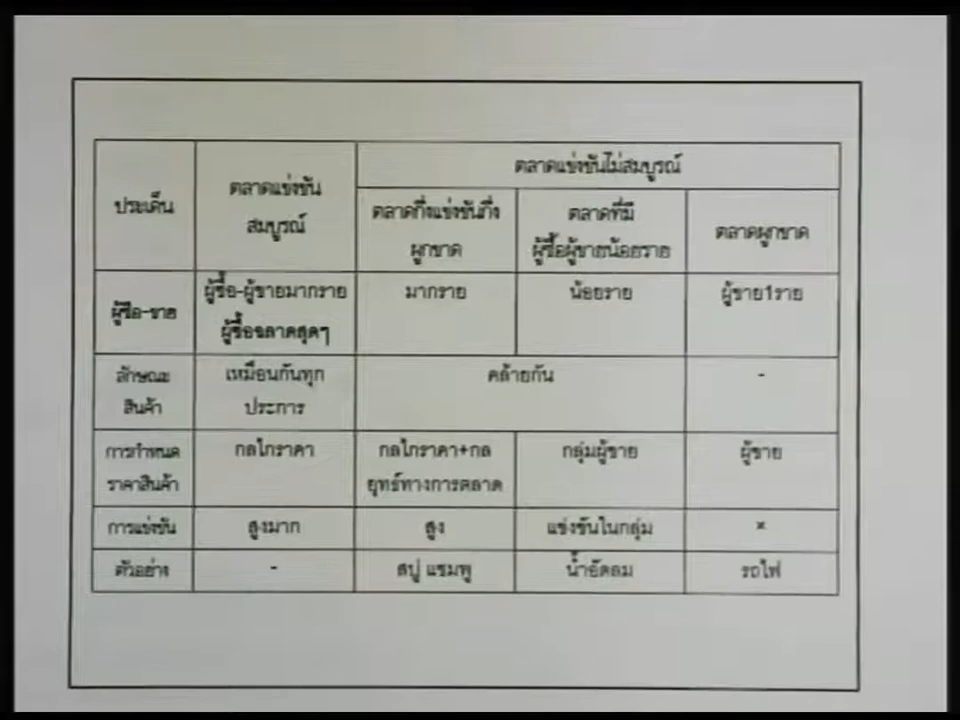 ตลาดแข่งขันไม่สมบูรณ์
ประเด็น
ตลาดแข่งขัน
สมบูรณ์
ตลาดกึ่งแข่งขันกึ่ง
ผูกขาด
ตลาดที่มี
ผู้ซื้อผู้ขายน้อยราย
ตลาดผูกขาด
ผู้ซื้อ-ขาย
ผู้ซื้อ-ผู้ขายมากราย
ผู้ซื้อฉลาดสุดๆ
มากราย
น้อยราย
ผู้ขาย1ราย
ลักษณะ
สินค้า
เหมือนกันทุก
ประการ
คล้ายกัน
-
การกำหนด
ราคาสินค้า
กลไกราคา
กลไกราคา+กล
ยุทธ์ทางการตลาด
กลุ่มผู้ขาย
ผู้ขาย
การแข่งขัน
สูงมาก
สูง
แข่งขันในกลุ่ม
×
ตัวอย่าง
-
สบู่ แชมพู
น้ำอัดลม
รถไฟ